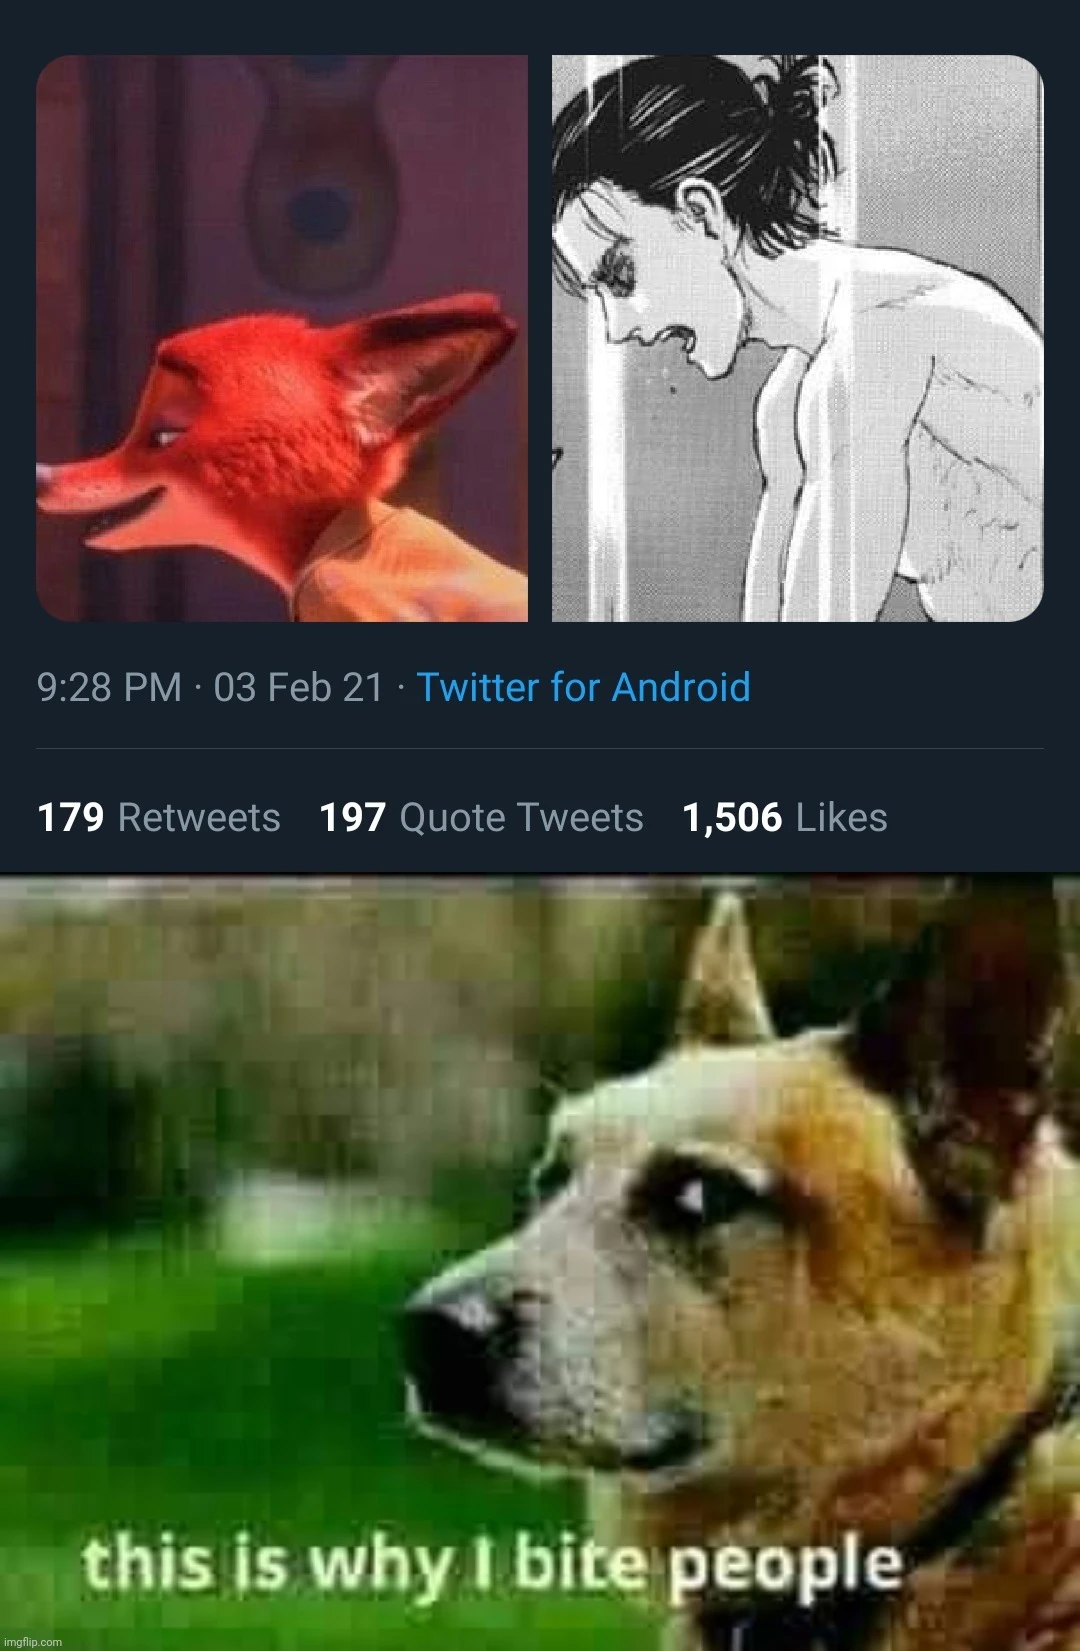 9:28 PM · 03 Feb 21 · Twitter for Android
179 Retweets 197 Quote Tweets 1,506 Likes
this is why I bite people
imgflip.com